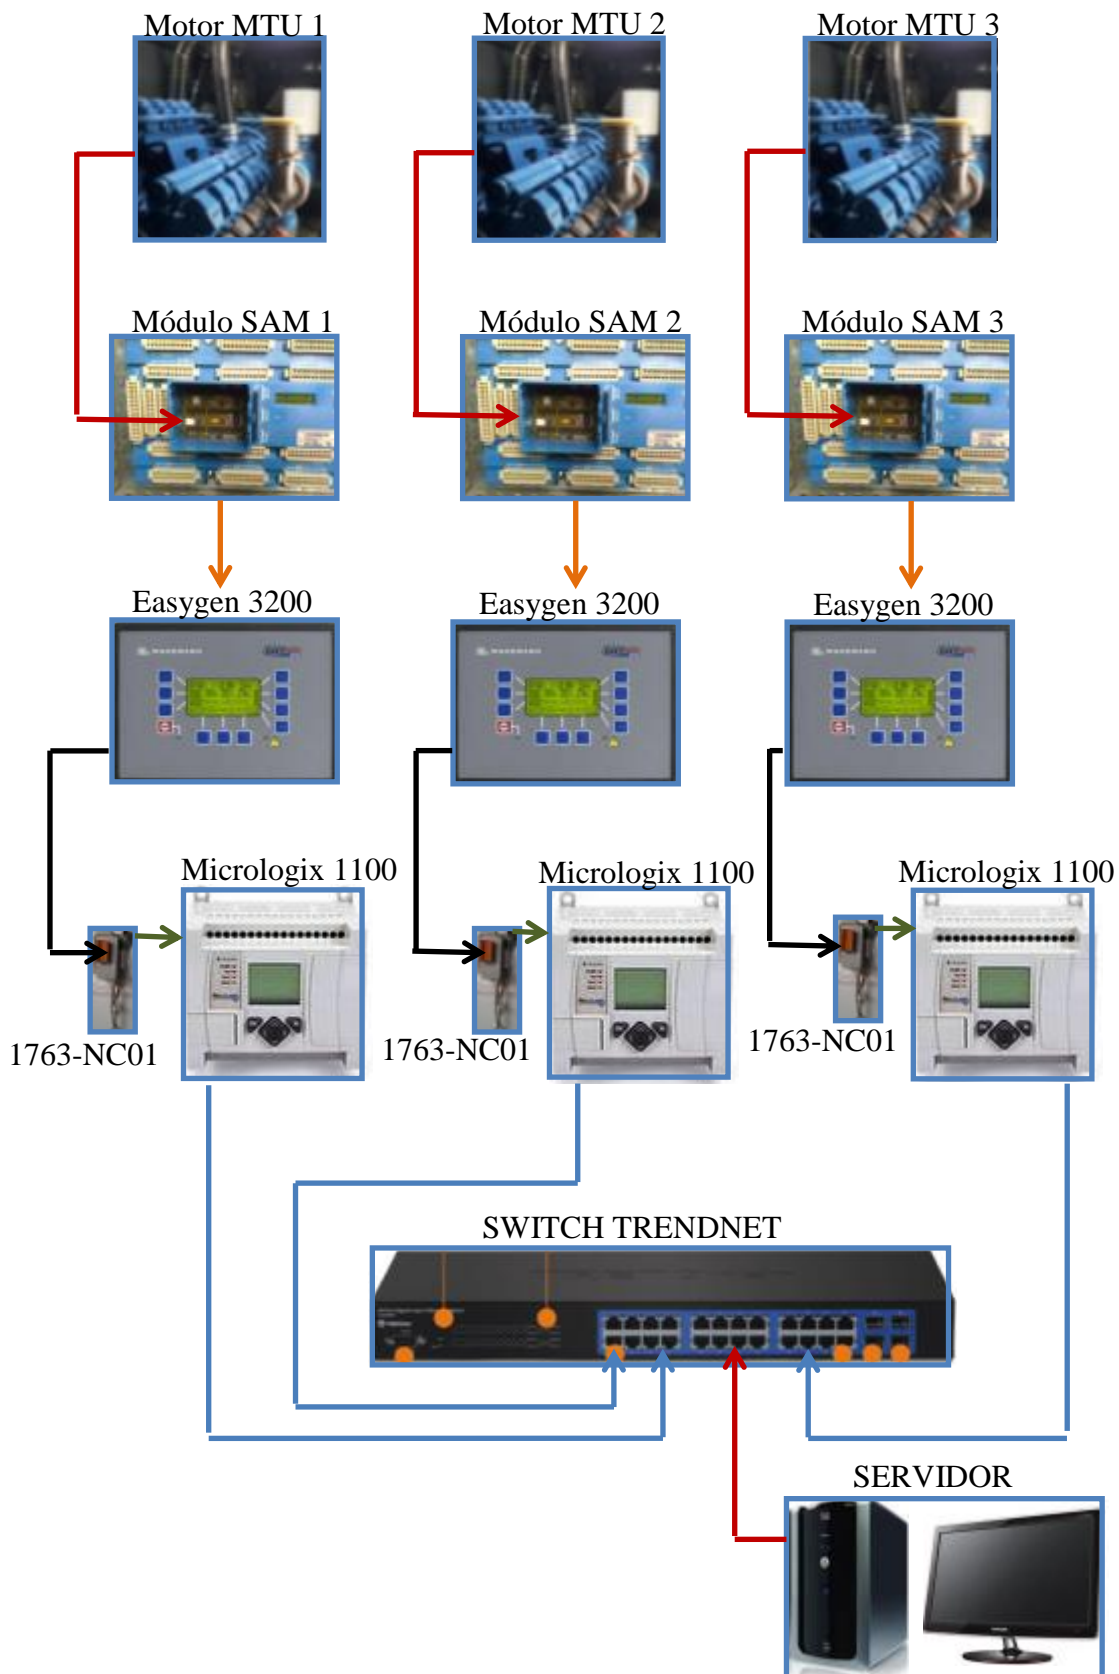 Motor MTU 1
Motor MTU 2
Motor MTU 3
Módulo SAM 1
Módulo SAM 2
Módulo SAM 3
Easygen 3200
Easygen 3200
Easygen 3200
Micrologix 1100
Micrologix 1100
Micrologix 1100
1763-NC01
1763-NC01
1763-NC01
SWITCH TRENDNET
SERVIDOR